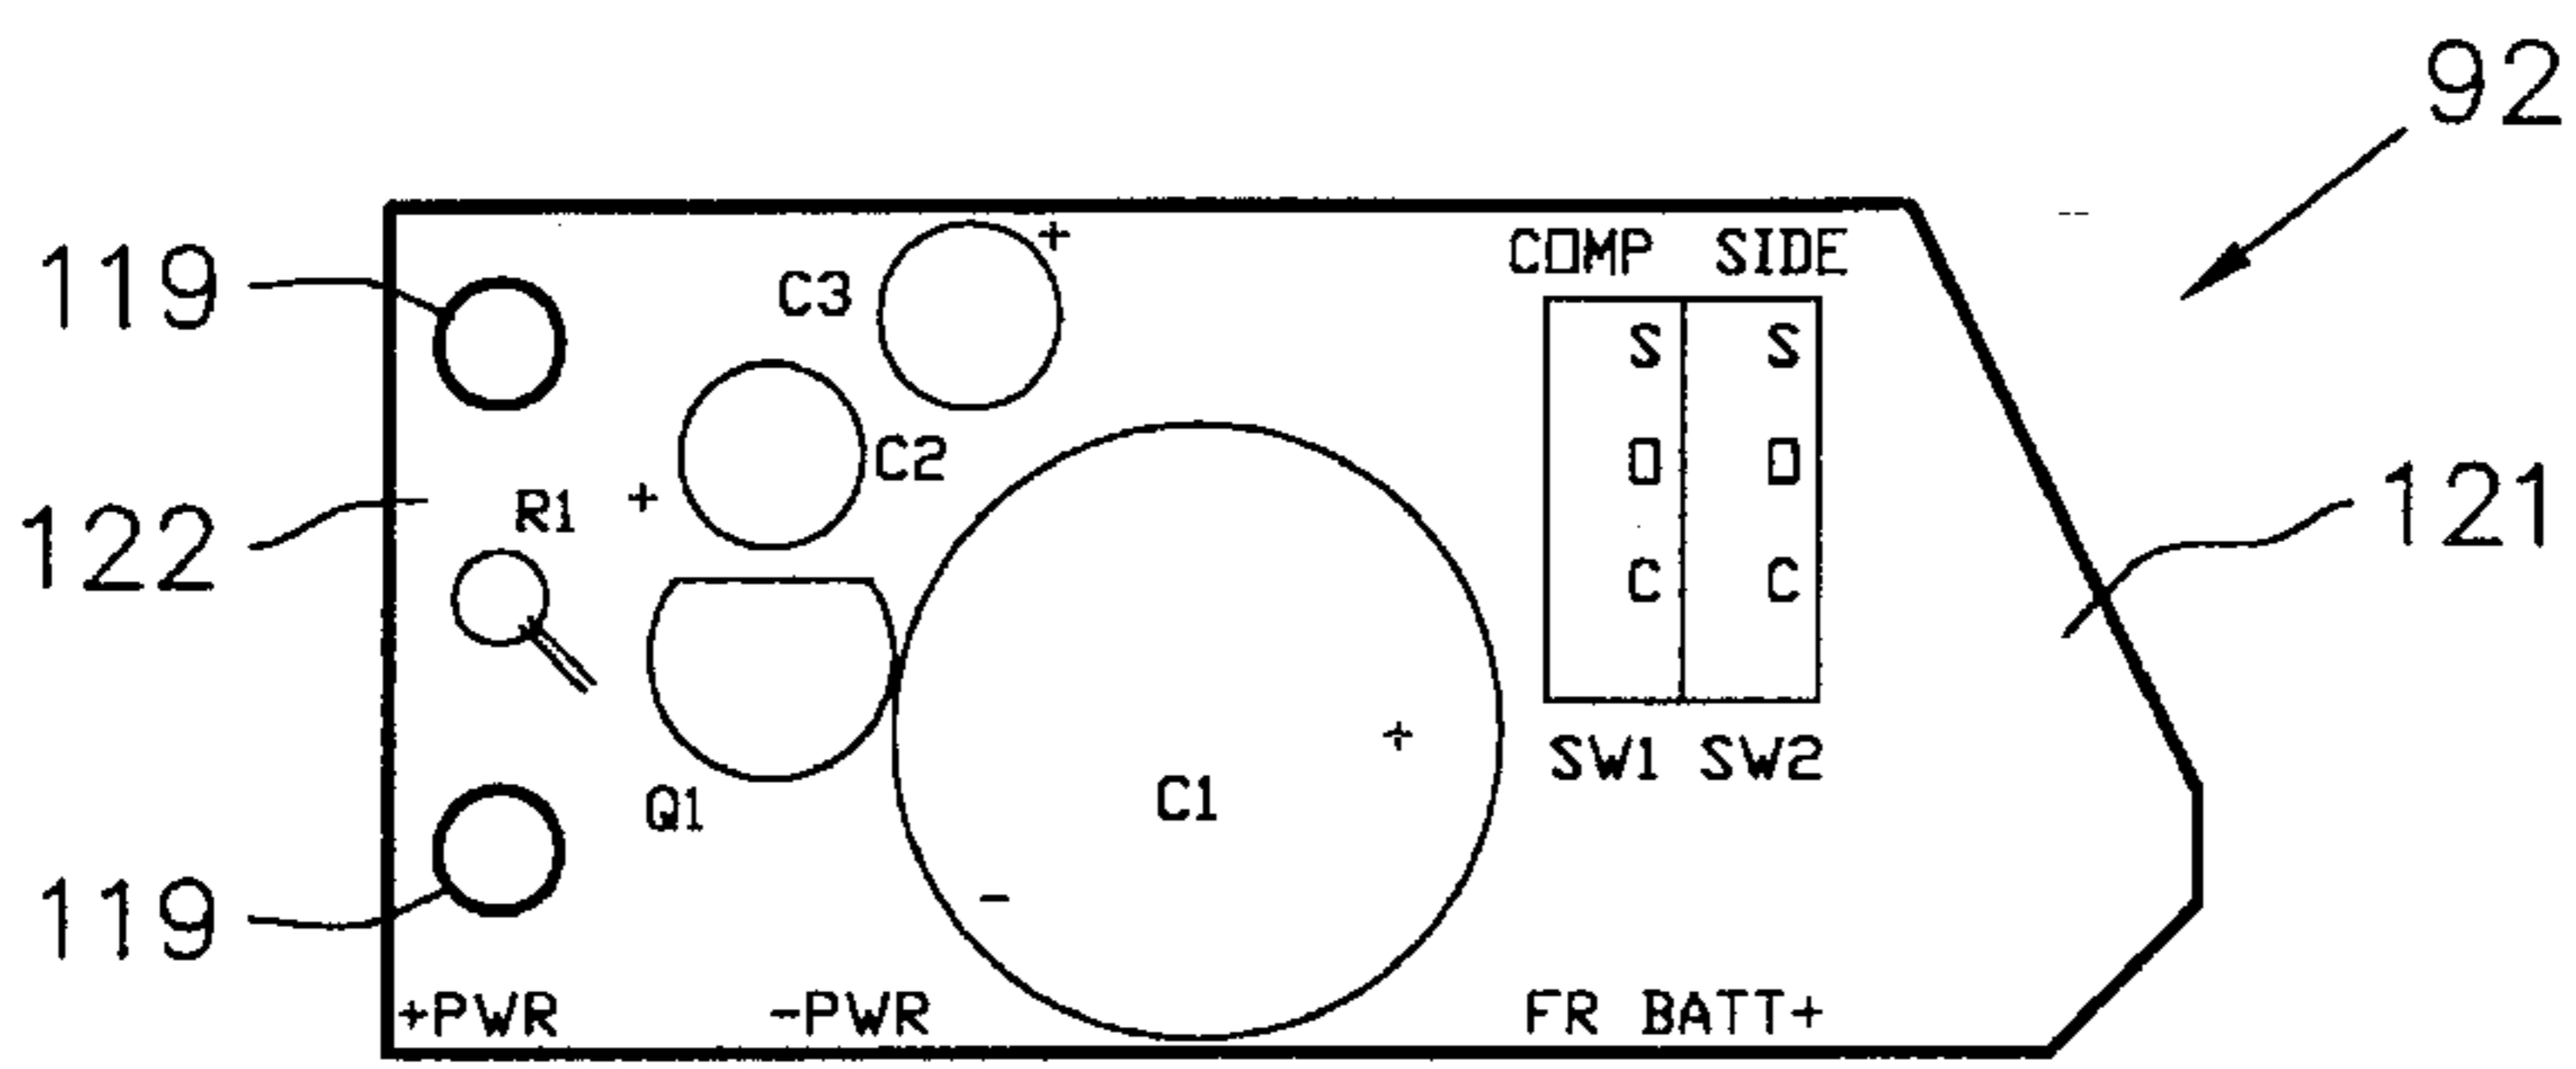 92
COMP SIDE
119
C3
+
S S
C2
O O
122
R1
+
121
C C
SW1 SW2
+
Q1
C1
-
119
+PWR -PWR FR BATT+